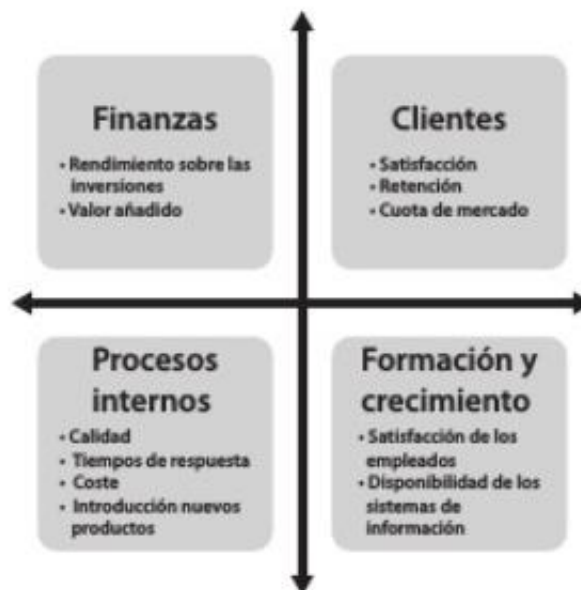 Finanzas
• Rendimiento sobre las
inversiones
• Valor añadido
Clientes
• Satisfacción
• Retención
• Cuota de mercado
Procesos
internos
• Calidad
• Tiempos de respuesta
• Coste
• Introducción nuevos
productos
Formación y
crecimiento
• Satisfacción de los
empleados
• Disponibilidad de los
sistemas de
información